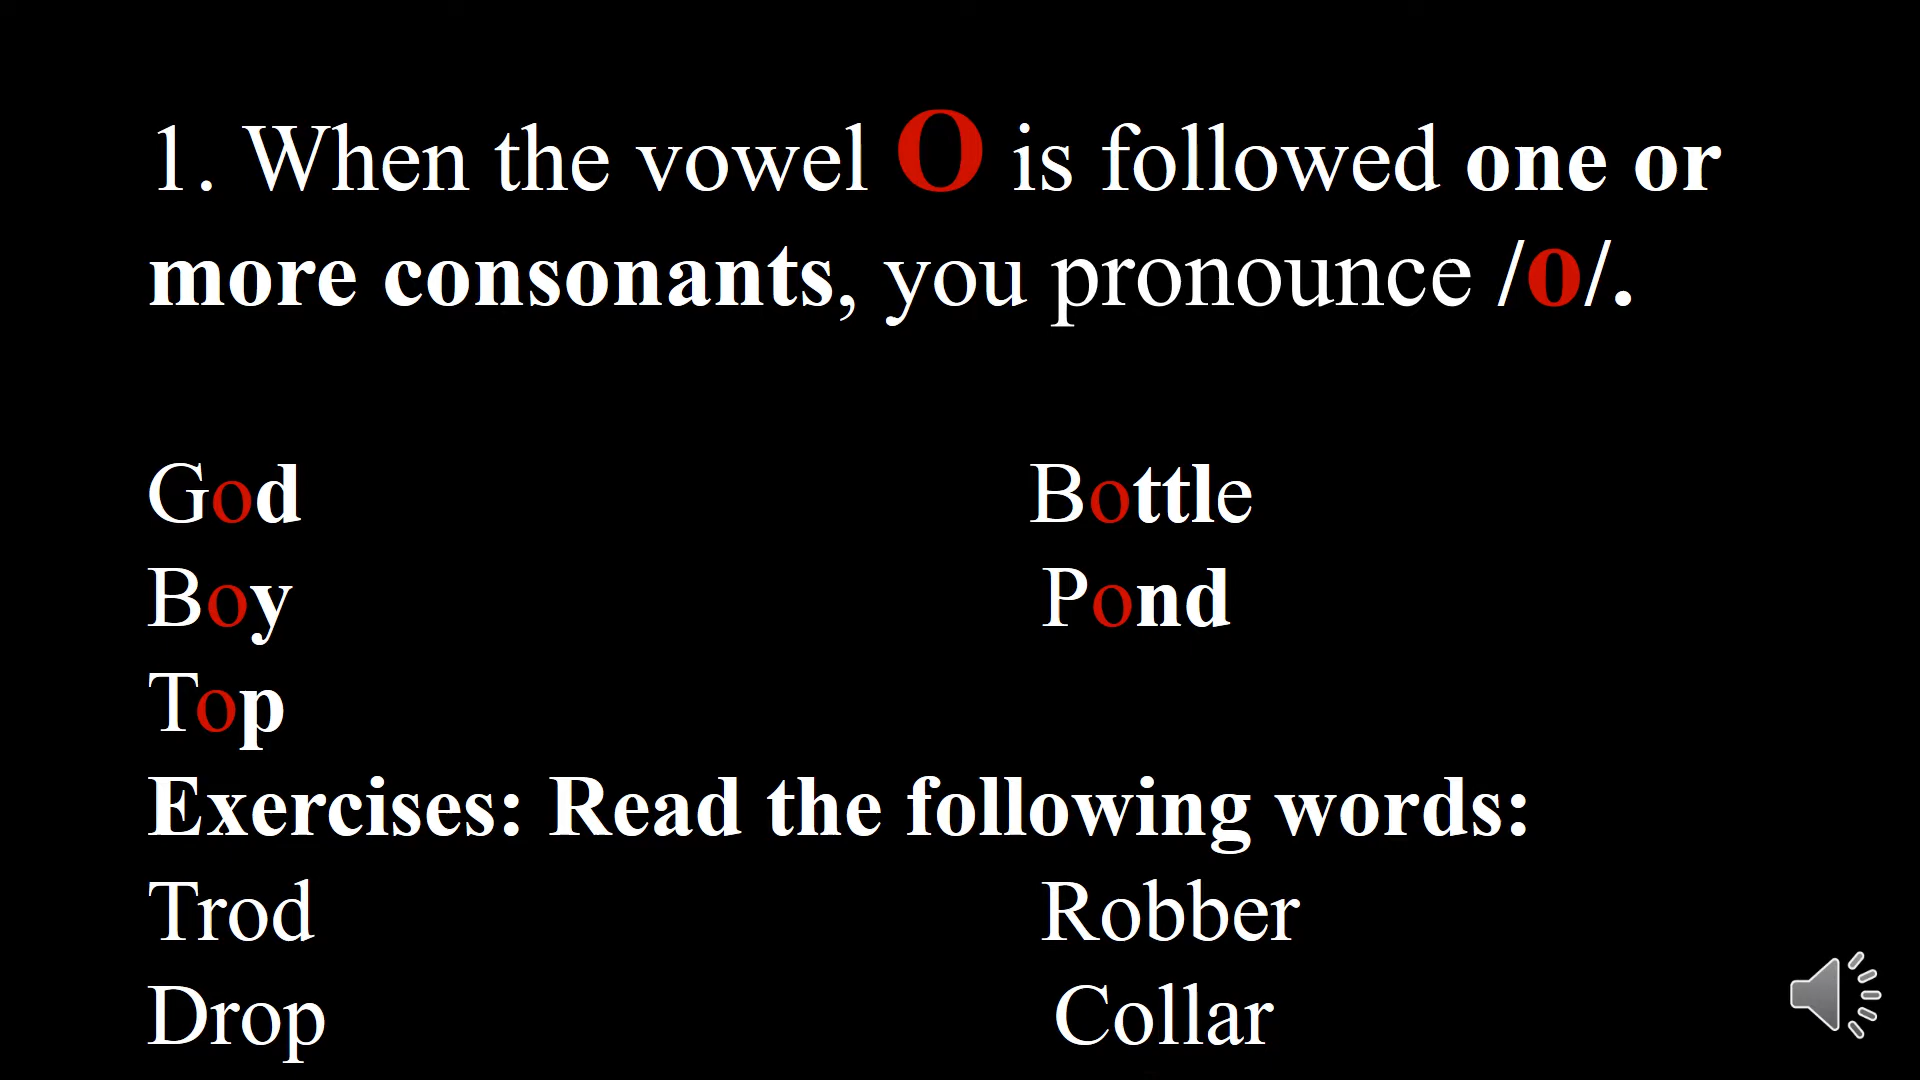 1. When the vowel O is followed one or
more consonants, you pronounce /o/.
God Bottle
Boy Pond
Top
Exercises: Read the following words:
Trod Robber
Drop Collar